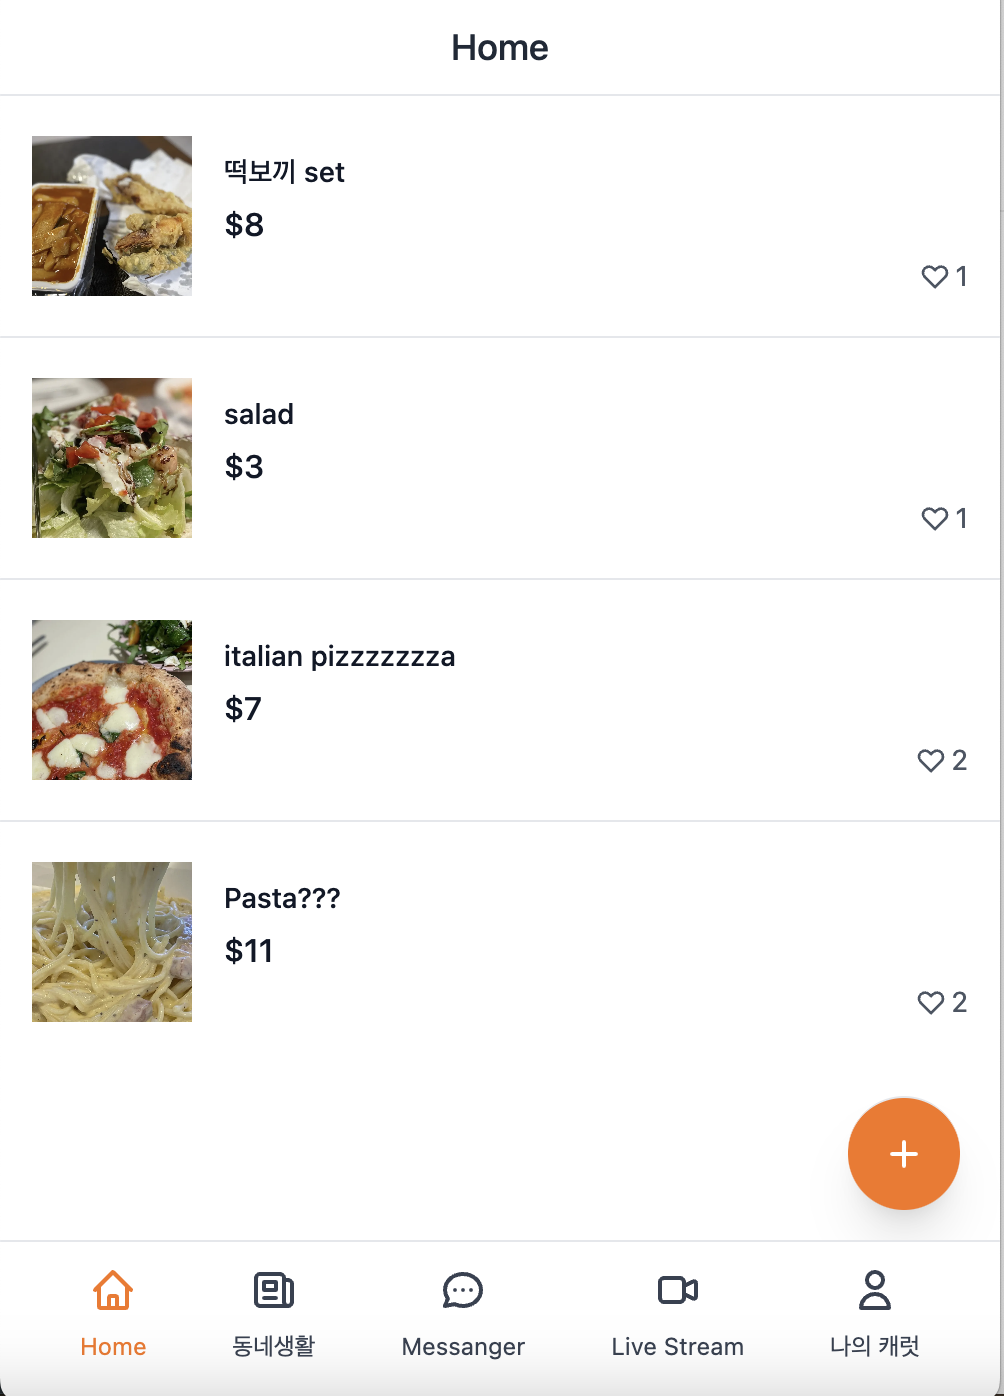 Home
떡보끼 set
$8
1
salad
$3
1
italian pizzzzzzza
$7
2
Pasta???
$11
2
Home
동네생활
Messanger
Live Stream
나의 캐럿